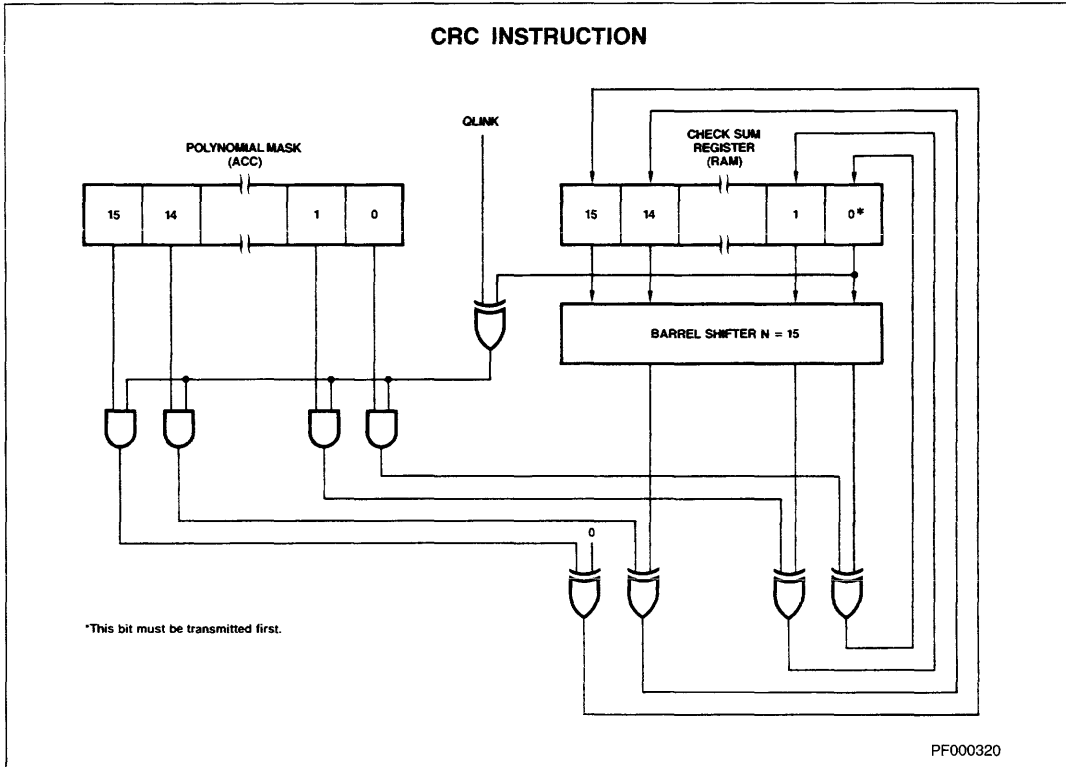 CRC INSTRUCTION
QLINK
POLYNOMIAL MASK
(ACC)
CHECK SUM
REGISTER
(RAM)
15 14 1 0
15 14 1 0*
BARREL SHIFTER N = 15
0
*This bit must be transmitted first.
PF000320